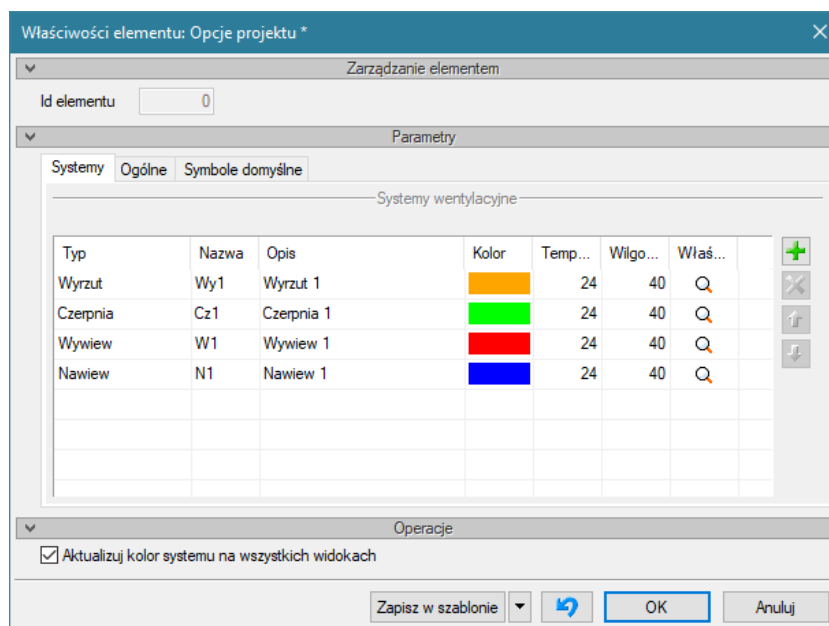 Właściwości elementu: Opcje projektu *
Zarządzanie elementem
Id elementu 0
Parametry
Systemy Ogólne Symbole domyślne
Systemy wentylacyjne
Typ Nazwa Opis Kolor Temp... Wilgo... Właś...
Wyrzut Wy1 Wyrzut 1 24 40
Czerpnia Cz1 Czerpnia 1 24 40
Wywiew W1 Wywiew 1 24 40
Nawiew N1 Nawiew 1 24 40
Operacje
Aktualizuj kolor systemu na wszystkich widokach
Zapisz w szablonie OK Anuluj